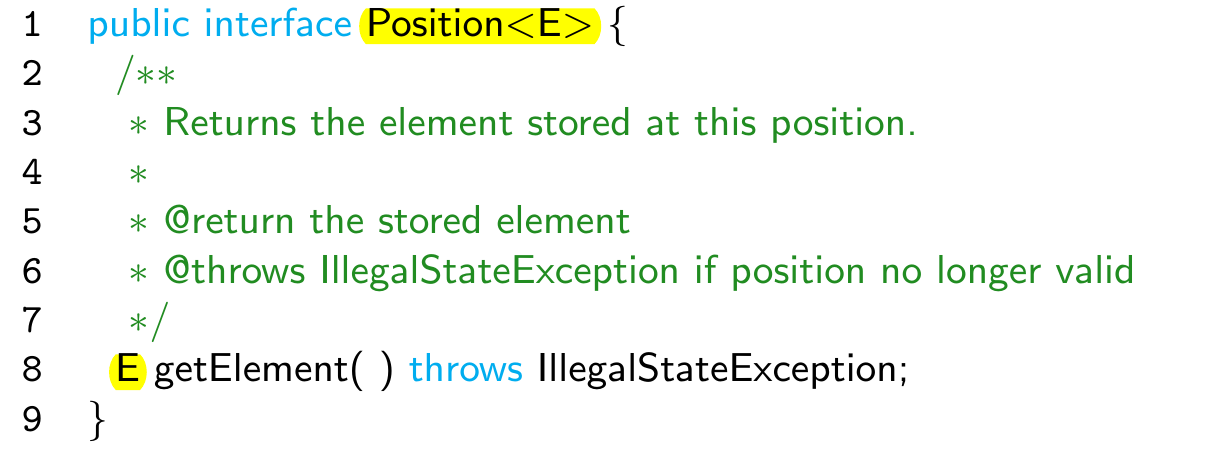 1 public interface Position<E> {
2 /**
3 * Returns the element stored at this position.
4 *
5 * @return the stored element
6 * @throws IllegalStateException if position no longer valid
7 */
8 E getElement( ) throws IllegalStateException;
9 }